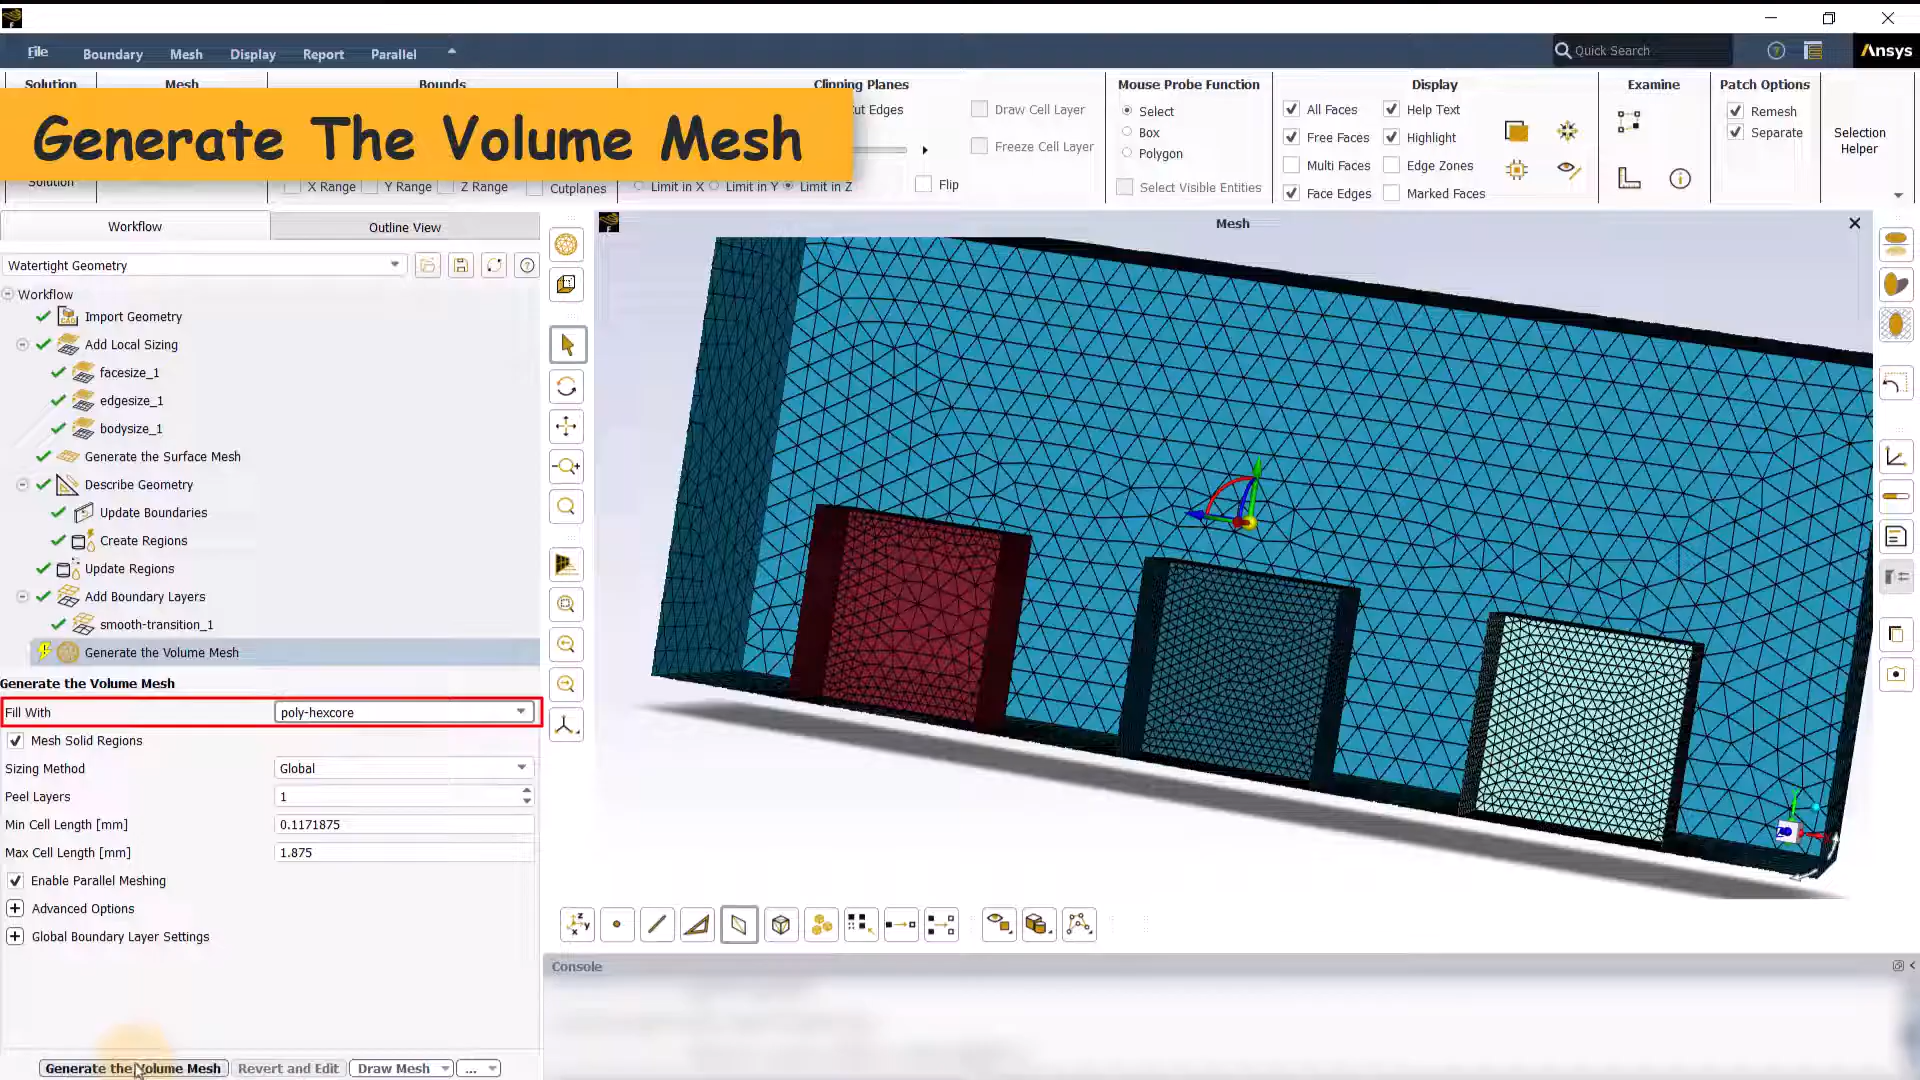 File Boundary Mesh Display Report Parallel Quick Search Ansys
Solution Mesh Bounds Clipping Planes Mouse Probe Function Display Examine Patch Options
Generate The Volume Mesh
Cut Edges Draw Cell Layer
Freeze Cell Layer
Solution X Range Y Range Z Range Cutplanes Limit in X Limit in Y Limit in Z Flip
Select
Box
Polygon
Select Visible Entities
All Faces Help Text
Free Faces Highlight
Multi Faces Edge Zones
Face Edges Marked Faces
Remesh
Separate
Selection
Helper
Workflow Outline View
Mesh
Watertight Geometry
Workflow
Import Geometry
Add Local Sizing
facesize_1
edgesize_1
bodysize_1
Generate the Surface Mesh
Describe Geometry
Update Boundaries
Create Regions
Update Regions
Add Boundary Layers
smooth-transition_1
Generate the Volume Mesh
Generate the Volume Mesh
Fill With poly-hexcore
Mesh Solid Regions
Sizing Method Global
Peel Layers 1
Min Cell Length [mm] 0.1171875
Max Cell Length [mm] 1.875
Enable Parallel Meshing
Advanced Options
Global Boundary Layer Settings
Generate the Volume Mesh Revert and Edit Draw Mesh ...
Console